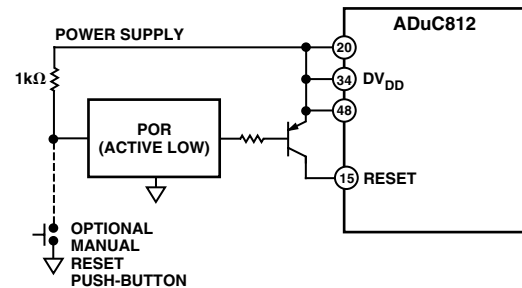 ADuC812
POWER SUPPLY
20
1kΩ
34 DVDD
48
POR
(ACTIVE LOW)
15 RESET
OPTIONAL
MANUAL
RESET
PUSH-BUTTON